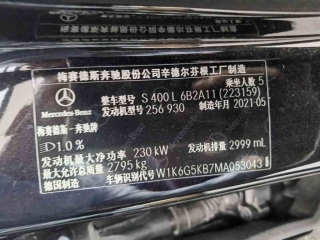 梅赛德斯奔驰股份公司辛德尔芬根工厂制造
乘坐人数 5
整车型号 S 400 L 6B2A11 (223159)
发动机型号 256 930 制造年月 2021-05
Mercedes-Benz
梅赛德斯－奔驰牌
1.0 %
发动机最大净功率 230 kW 发动机排量 2999 mL
最大允许总质量 2795 kg
德国制造 车辆识别代号 W1K6G5KB7MA053043